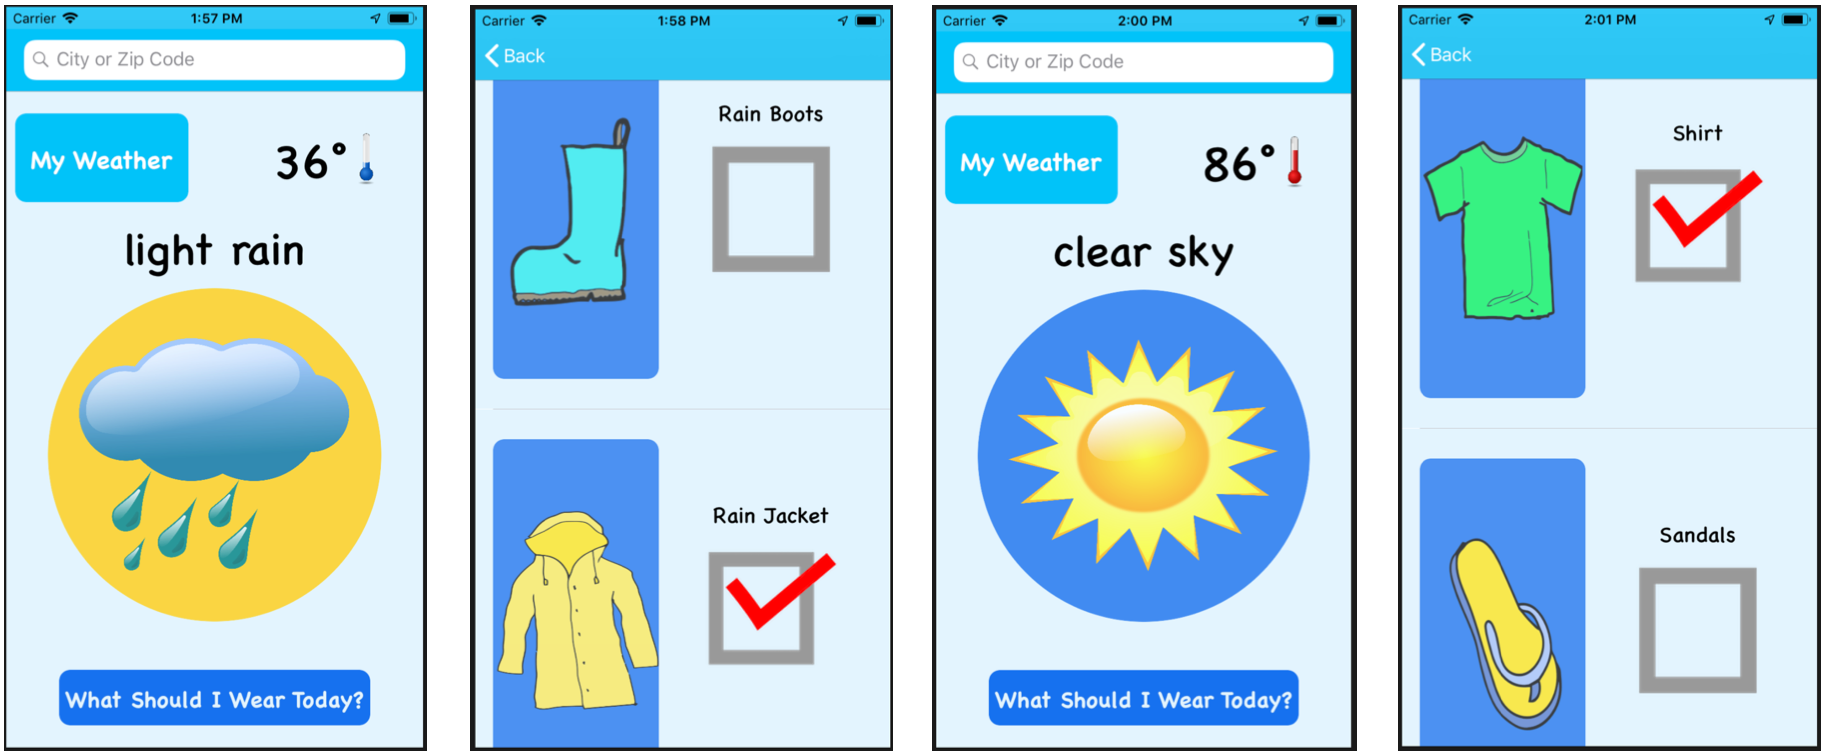 Carrier 1:57 PM
City or Zip Code
My Weather
36°
light rain
What Should I Wear Today?
Carrier 1:58 PM
Back
Rain Boots
Rain Jacket
Carrier 2:00 PM
City or Zip Code
My Weather
86°
clear sky
What Should I Wear Today?
Carrier 2:01 PM
Back
Shirt
Sandals